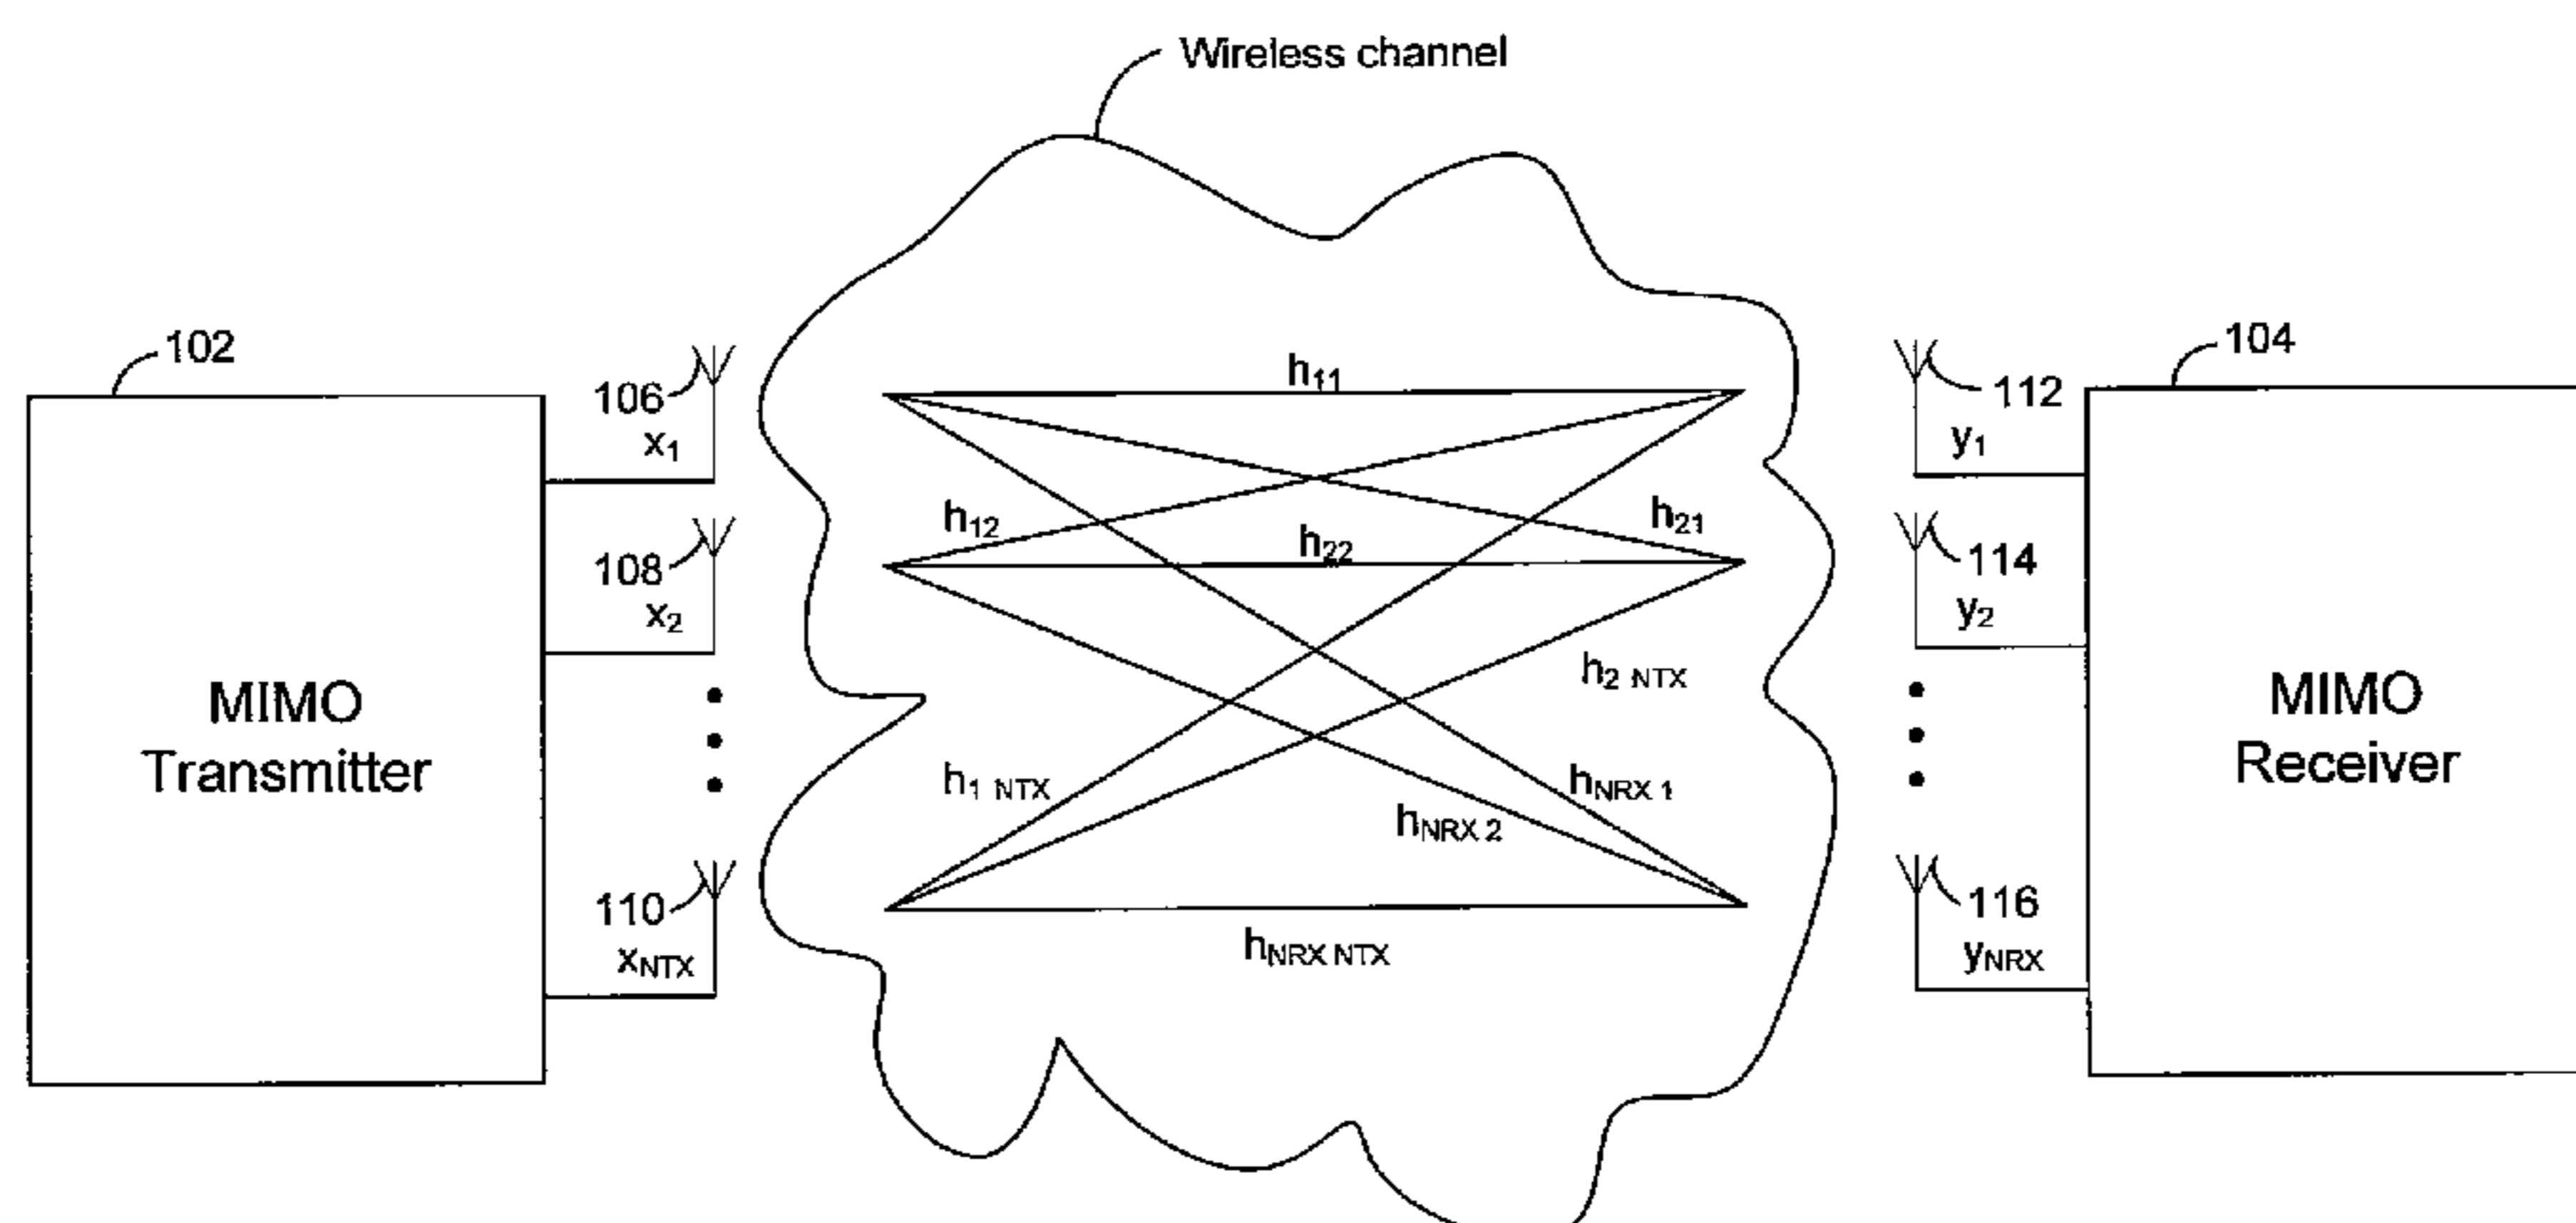 Wireless channel
102
106
x1
108
x2
MIMO
Transmitter
110
xNTX
h11
h12
h21
h22
h2 NTX
h1 NTX
hNRX 1
hNRX 2
hNRX NTX
104
112
y1
114
y2
MIMO
Receiver
116
yNRX